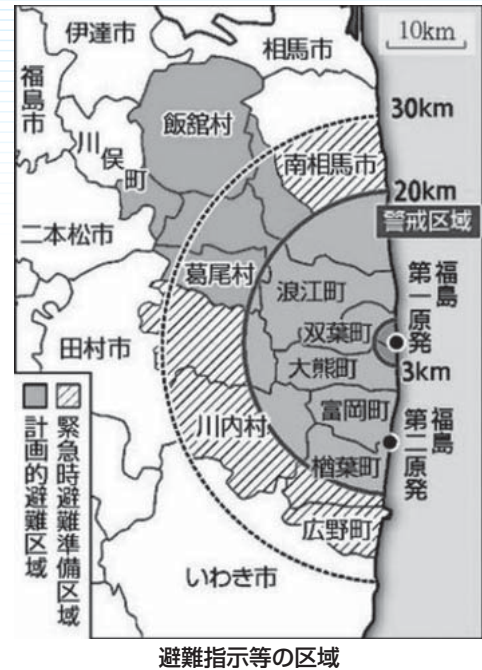 伊達市
相馬市
10km
福島市
飯舘村
30km
川俣町
南相馬市
20km
警戒区域
二本松市
葛尾村
浪江町
福島第一原発
双葉町
田村市
大熊町
3km
富岡町
福島第二原発
川内村
楢葉町
広野町
いわき市
緊急時避難準備区域
計画的避難区域
避難指示等の区域